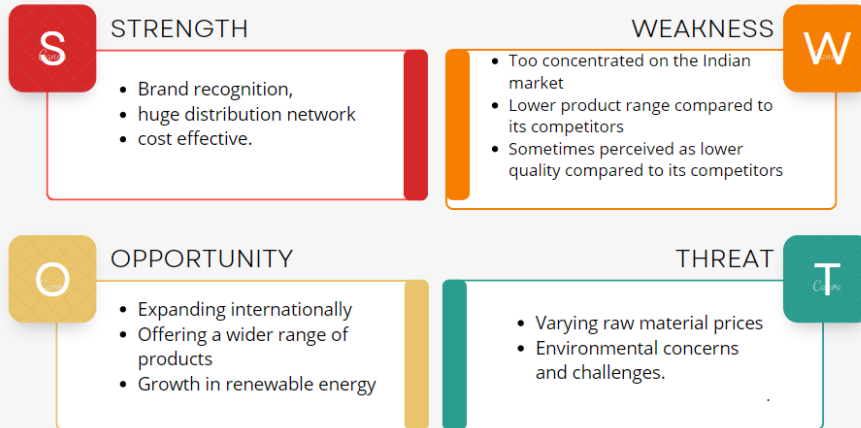 S
STRENGTH
• Brand recognition,
• huge distribution network
• cost effective.
WEAKNESS
W
• Too concentrated on the Indian
market
• Lower product range compared to
its competitors
• Sometimes perceived as lower
quality compared to its competitors
O
OPPORTUNITY
• Expanding internationally
• Offering a wider range of
products
• Growth in renewable energy
THREAT
T
Canva
• Varying raw material prices
• Environmental concerns
and challenges.
.